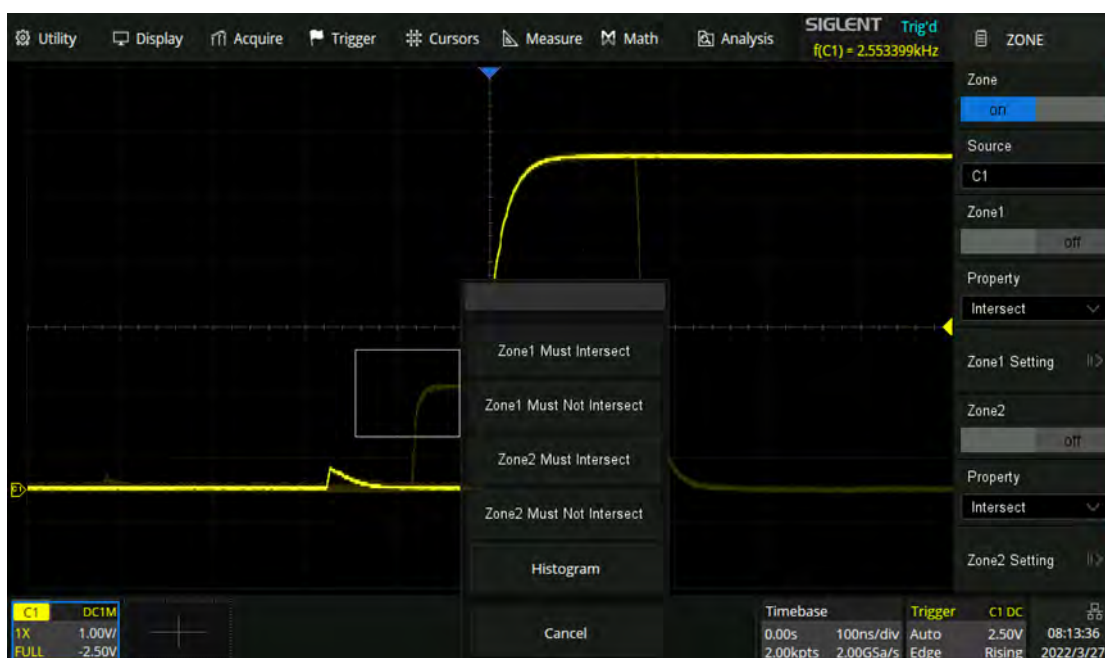 Utility Display Acquire Trigger Cursors Measure Math Analysis
SIGLENT Trig'd
f(C1) = 2.553399kHz
ZONE
Zone
on
Source
C1
Zone1
off
Property
Intersect
Zone1 Setting
Zone2
off
Property
Intersect
Zone2 Setting
Zone1 Must Intersect
Zone1 Must Not Intersect
Zone2 Must Intersect
Zone2 Must Not Intersect
Histogram
Cancel
C1
C1 DC1M
1X 1.00V/
FULL -2.50V
Timebase
0.00s 100ns/div
2.00kpts 2.00GSa/s
Trigger C1 DC
Auto 2.50V
Edge Rising
08:13:36
2022/3/27